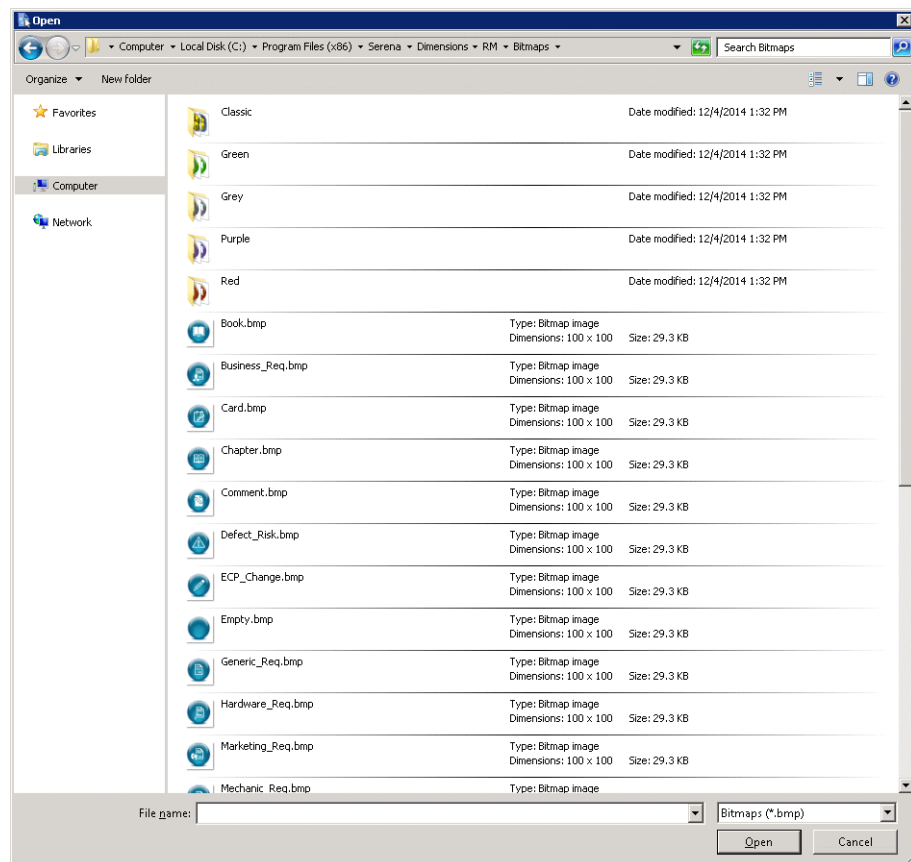 Open
Computer ▾ Local Disk (C:) ▾ Program Files (x86) ▾ Serena ▾ Dimensions ▾ RM ▾ Bitmaps ▾ Search Bitmaps
Organize ▾ New folder
Favorites
Libraries
Computer
Network
Classic Date modified: 12/4/2014 1:32 PM
Green Date modified: 12/4/2014 1:32 PM
Grey Date modified: 12/4/2014 1:32 PM
Purple Date modified: 12/4/2014 1:32 PM
Red Date modified: 12/4/2014 1:32 PM
Book.bmp Type: Bitmap image
Dimensions: 100 x 100 Size: 29.3 KB
Business_Req.bmp Type: Bitmap image
Dimensions: 100 x 100 Size: 29.3 KB
Card.bmp Type: Bitmap image
Dimensions: 100 x 100 Size: 29.3 KB
Chapter.bmp Type: Bitmap image
Dimensions: 100 x 100 Size: 29.3 KB
Comment.bmp Type: Bitmap image
Dimensions: 100 x 100 Size: 29.3 KB
Defect_Risk.bmp Type: Bitmap image
Dimensions: 100 x 100 Size: 29.3 KB
ECP_Change.bmp Type: Bitmap image
Dimensions: 100 x 100 Size: 29.3 KB
Empty.bmp Type: Bitmap image
Dimensions: 100 x 100 Size: 29.3 KB
Generic_Req.bmp Type: Bitmap image
Dimensions: 100 x 100 Size: 29.3 KB
Hardware_Req.bmp Type: Bitmap image
Dimensions: 100 x 100 Size: 29.3 KB
Marketing_Req.bmp Type: Bitmap image
Dimensions: 100 x 100 Size: 29.3 KB
Mechanic_Req.bmp Type: Bitmap image
File name: Bitmaps (*.bmp)
Open Cancel